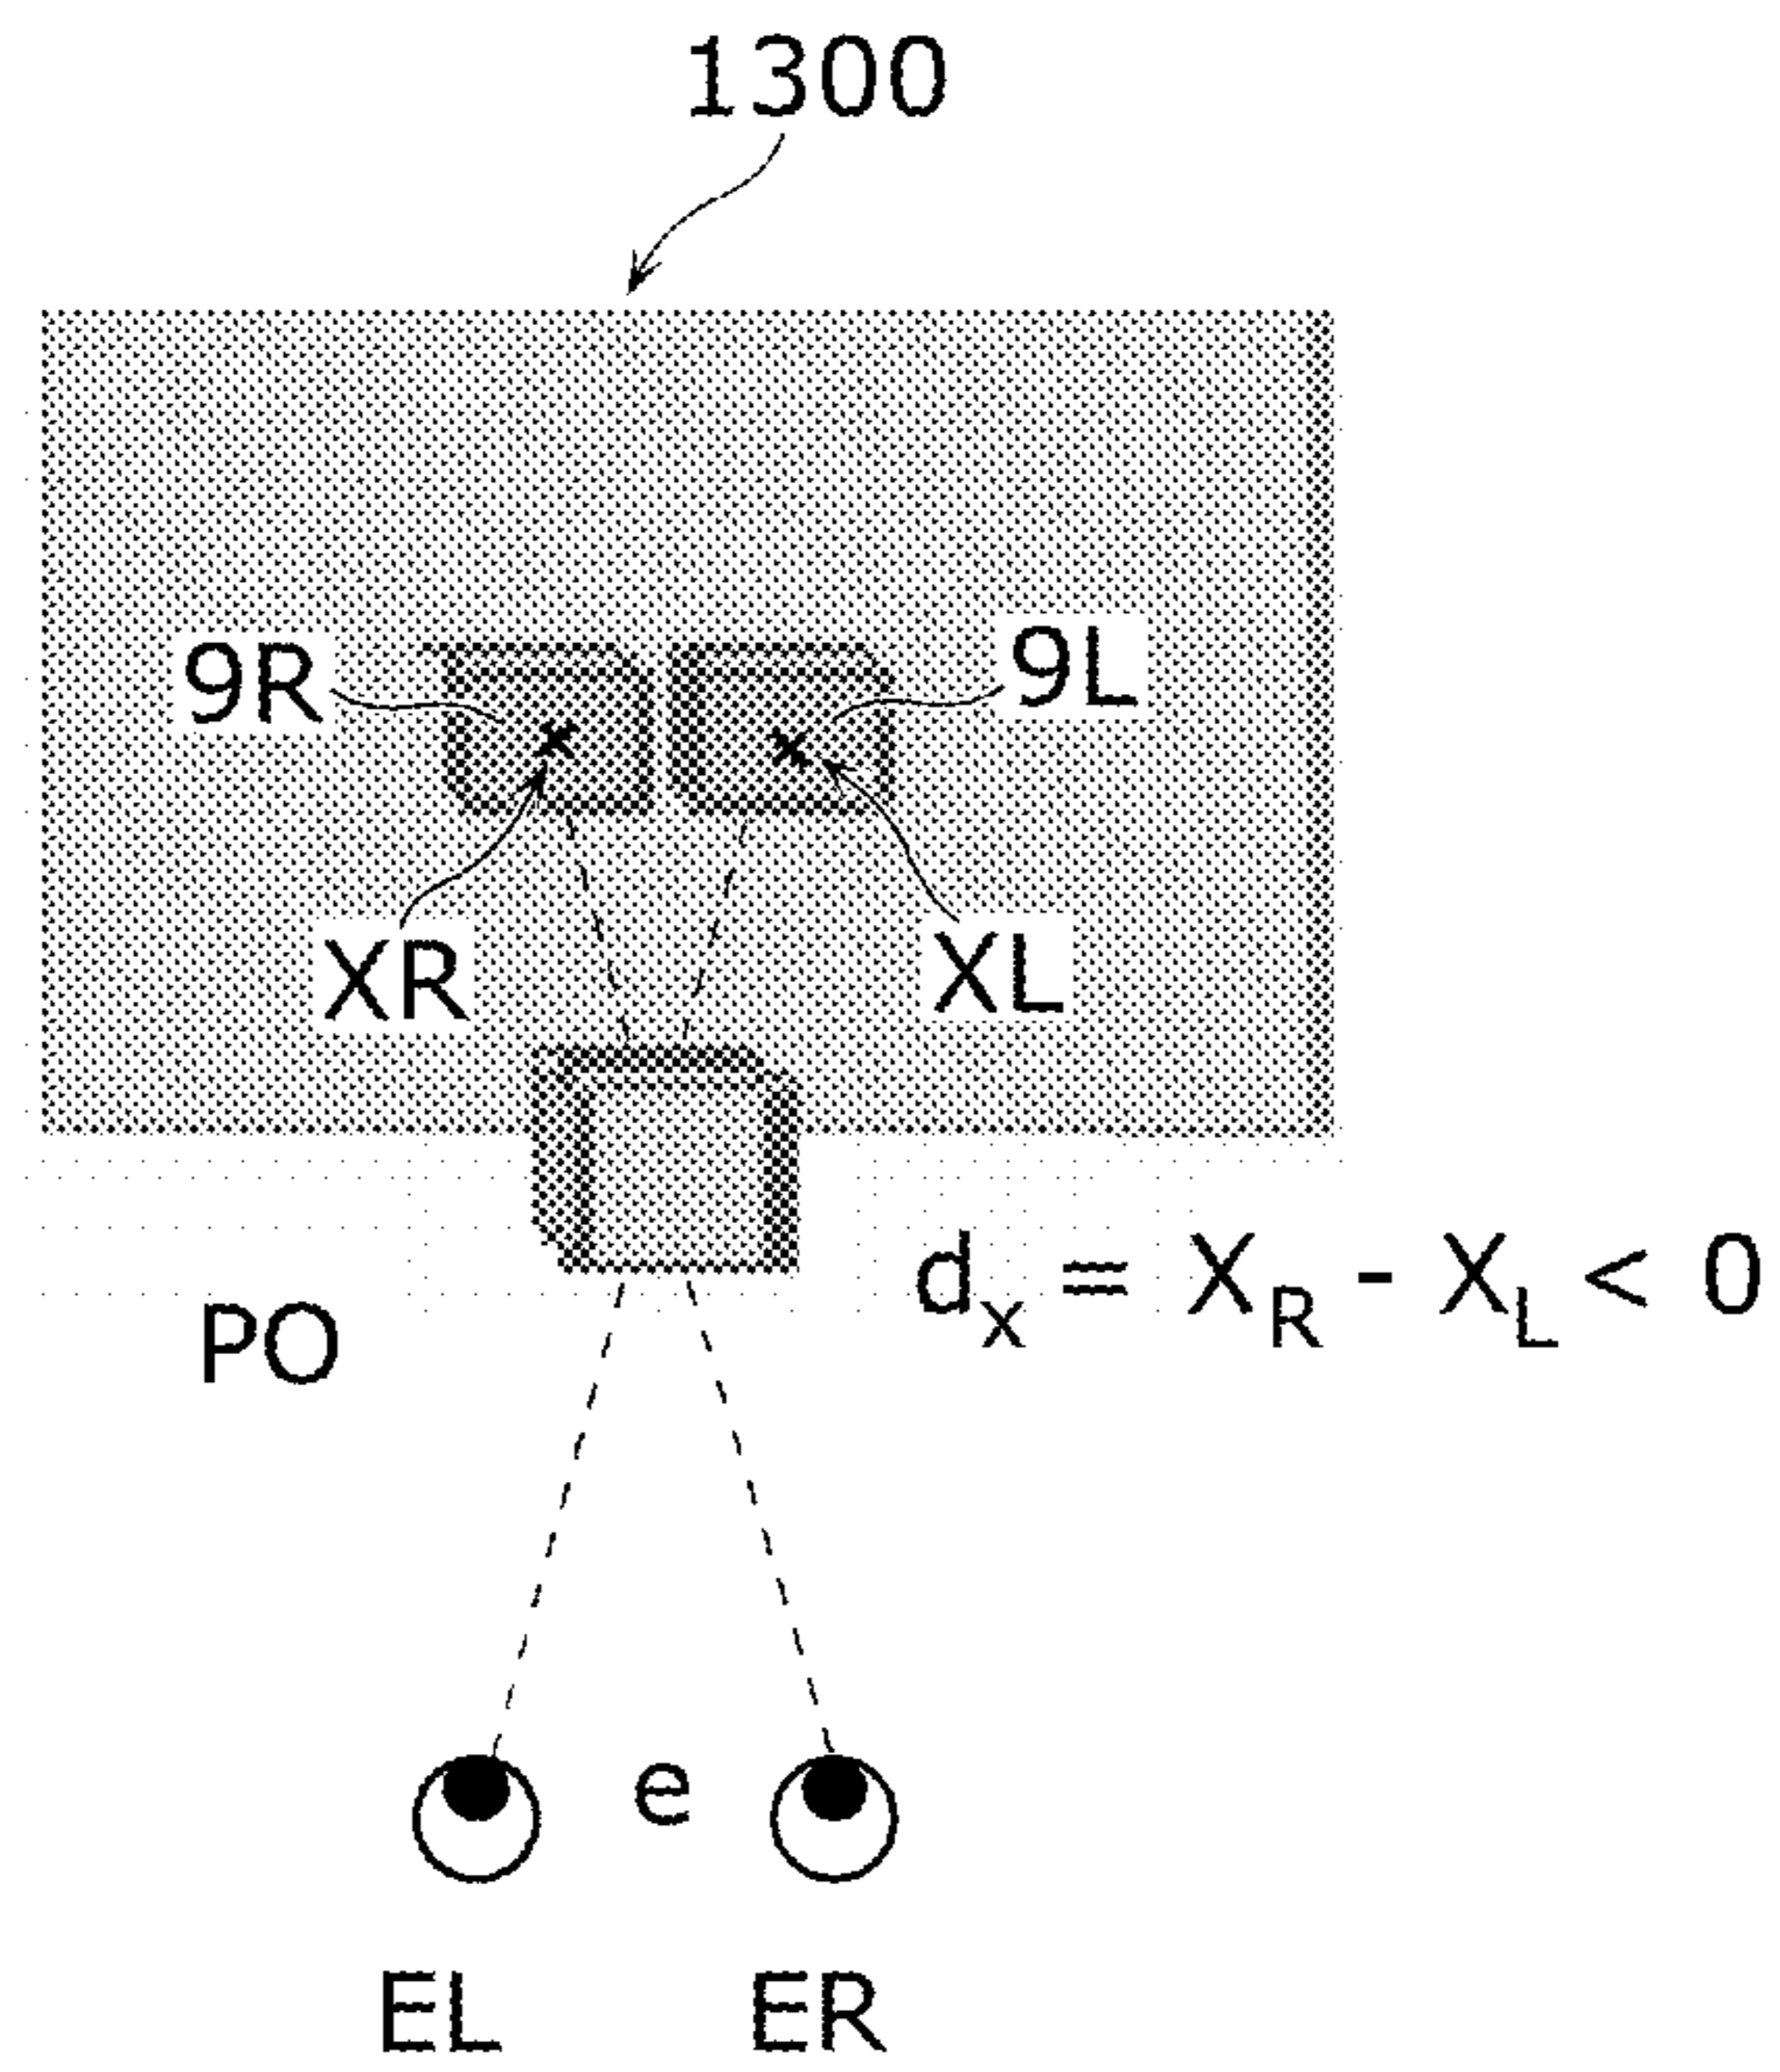 1300
9R
9L
XR
XL
PO
dx = XR - XL < 0
e
EL
ER